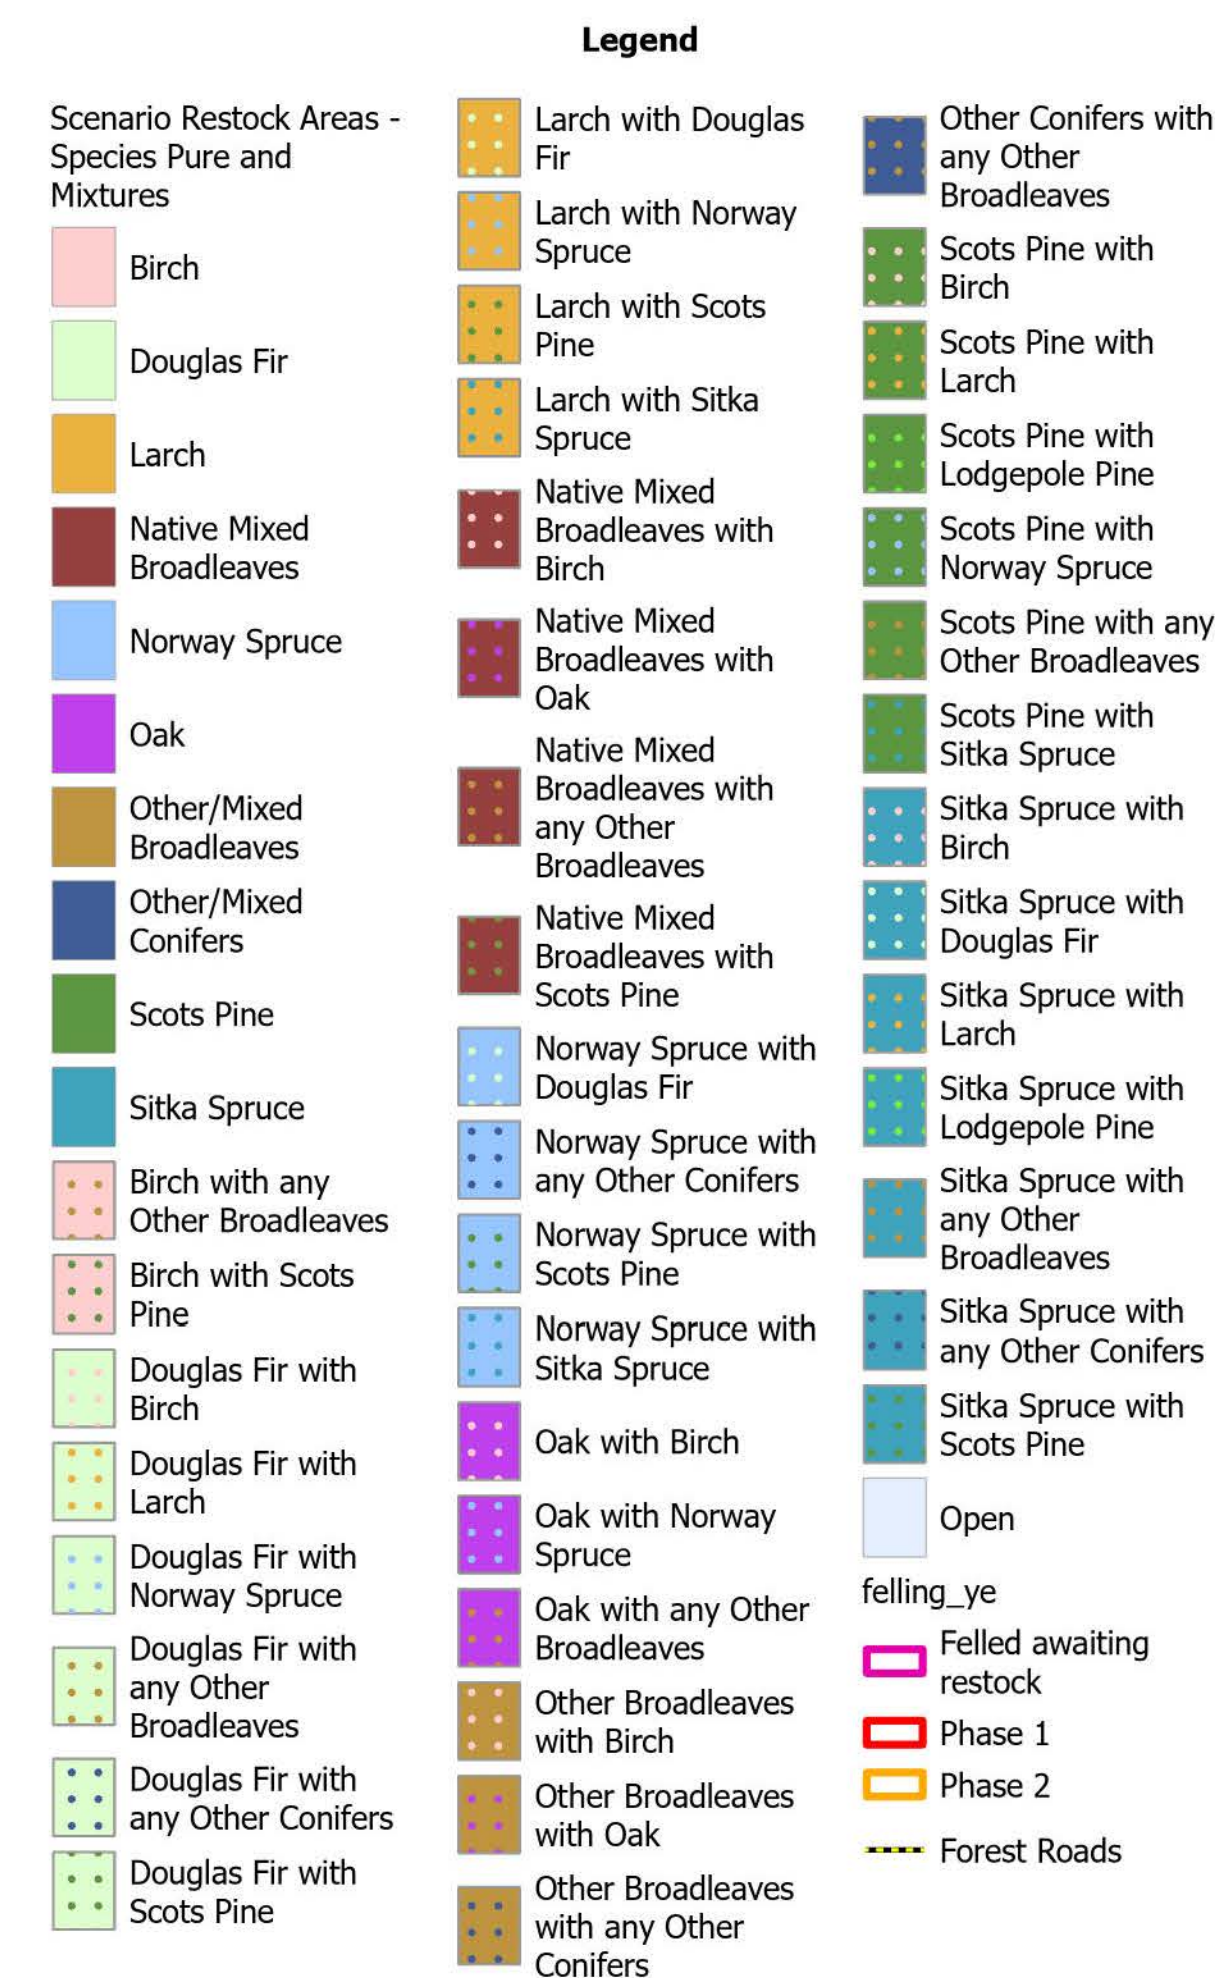 Legend
Scenario Restock Areas -
Species Pure and
Mixtures
Birch
Douglas Fir
Larch
Native Mixed
Broadleaves
Norway Spruce
Oak
Other/Mixed
Broadleaves
Other/Mixed
Conifers
Scots Pine
Sitka Spruce
Birch with any
Other Broadleaves
Birch with Scots
Pine
Douglas Fir with
Birch
Douglas Fir with
Larch
Douglas Fir with
Norway Spruce
Douglas Fir with
any Other
Broadleaves
Douglas Fir with
any Other Conifers
Douglas Fir with
Scots Pine
Larch with Douglas
Fir
Larch with Norway
Spruce
Larch with Scots
Pine
Larch with Sitka
Spruce
Native Mixed
Broadleaves with
Birch
Native Mixed
Broadleaves with
Oak
Native Mixed
Broadleaves with
any Other
Broadleaves
Native Mixed
Broadleaves with
Scots Pine
Norway Spruce with
Douglas Fir
Norway Spruce with
any Other Conifers
Norway Spruce with
Scots Pine
Norway Spruce with
Sitka Spruce
Oak with Birch
Oak with Norway
Spruce
Oak with any Other
Broadleaves
Other Broadleaves
with Birch
Other Broadleaves
with Oak
Other Broadleaves
with any Other
Conifers
Other Conifers with
any Other
Broadleaves
Scots Pine with
Birch
Scots Pine with
Larch
Scots Pine with
Lodgepole Pine
Scots Pine with
Norway Spruce
Scots Pine with any
Other Broadleaves
Scots Pine with
Sitka Spruce
Sitka Spruce with
Birch
Sitka Spruce with
Douglas Fir
Sitka Spruce with
Larch
Sitka Spruce with
Lodgepole Pine
Sitka Spruce with
any Other
Broadleaves
Sitka Spruce with
any Other Conifers
Sitka Spruce with
Scots Pine
Open
felling_ye
Felled awaiting
restock
Phase 1
Phase 2
Forest Roads